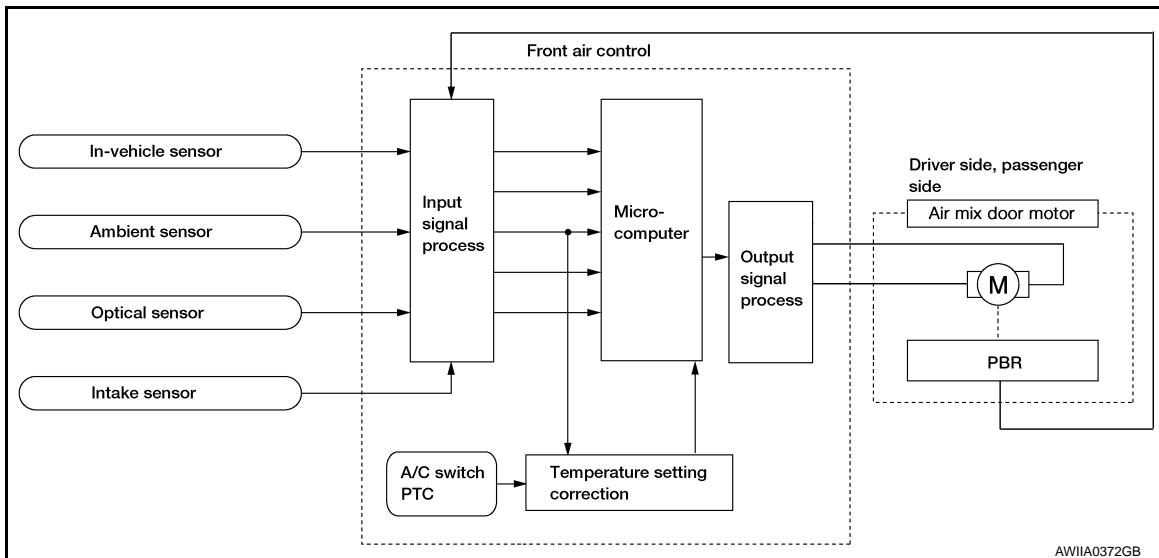 Front air control
In-vehicle sensor
Ambient sensor
Optical sensor
Intake sensor
Input
signal
process
Micro-
computer
Output
signal
process
Driver side, passenger
side
Air mix door motor
M
PBR
A/C switch
PTC
Temperature setting
correction
AWIIA0372GB